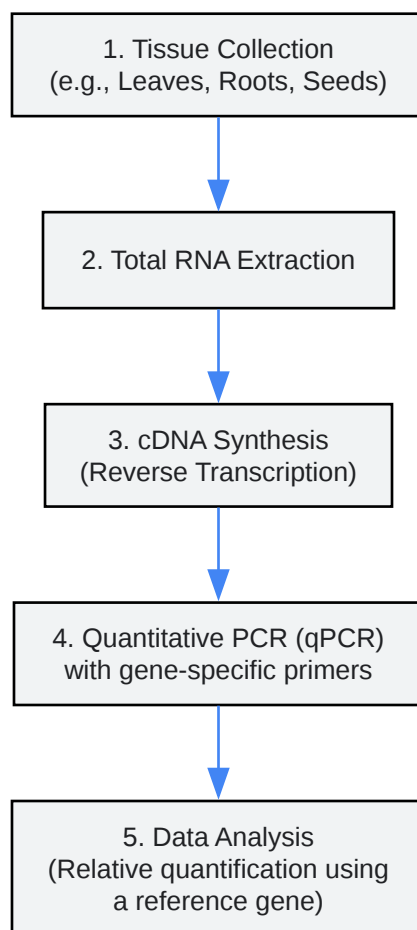 1. Tissue Collection
(e.g., Leaves, Roots, Seeds)
2. Total RNA Extraction
3. cDNA Synthesis
(Reverse Transcription)
4. Quantitative PCR (qPCR)
with gene-specific primers
5. Data Analysis
(Relative quantification using
a reference gene)